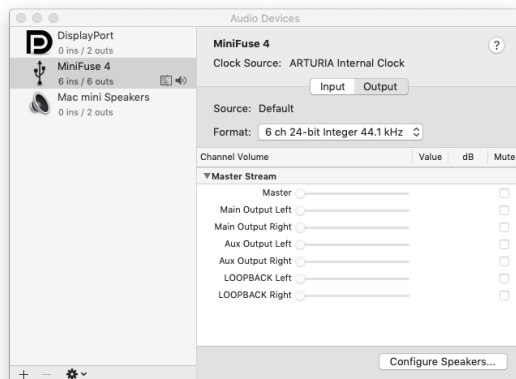 Audio Devices
DisplayPort
0 ins / 2 outs
MiniFuse 4
6 ins / 6 outs
Mac mini Speakers
0 ins / 2 outs
MiniFuse 4
?
Clock Source: ARTURIA Internal Clock
Input Output
Source: Default
Format: 6 ch 24-bit Integer 44.1 kHz
Channel Volume Value dB Mute
Master Stream
Master
Main Output Left
Main Output Right
Aux Output Left
Aux Output Right
LOOPBACK Left
LOOPBACK Right
Configure Speakers...